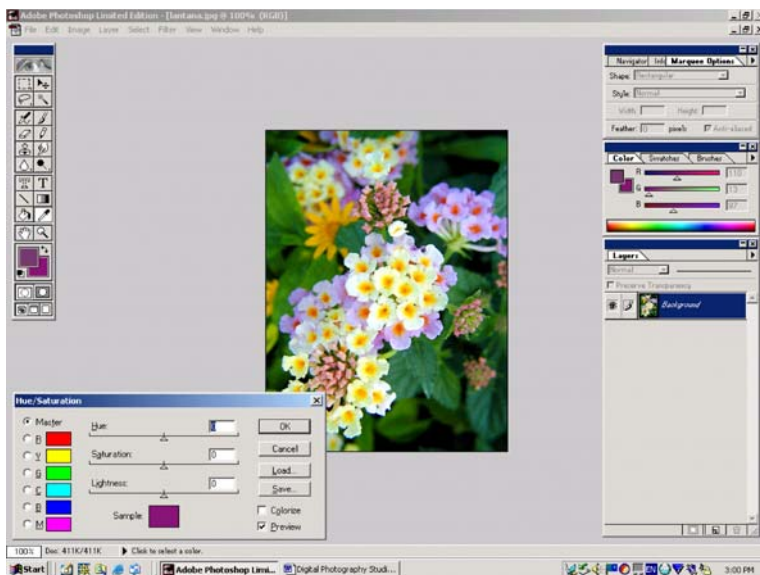 Adobe Photoshop Limited Edition - [lantana.jpg @ 100% (RGB)]
File Edit Image Layer Select Filter View Window Help
Navigator Info Marquee Options
Shape: Rectangular
Style: Normal
Width: Height:
Feather: 0 pixels Anti-aliased
Color Swatches Brushes
R 110
G 13
B
Layers
Normal
Preserve Transparency
Background
Hue/Saturation
Master
R
Y
G
C
B
M
Hue: 0
Saturation: 0
Lightness: 0
Sample:
OK
Cancel
Load...
Save...
Colorize
Preview
100% Doc: 411K/411K Click to select a color.
Start Adobe Photoshop Limi... Digital Photography Studi... EN 3:00 PM